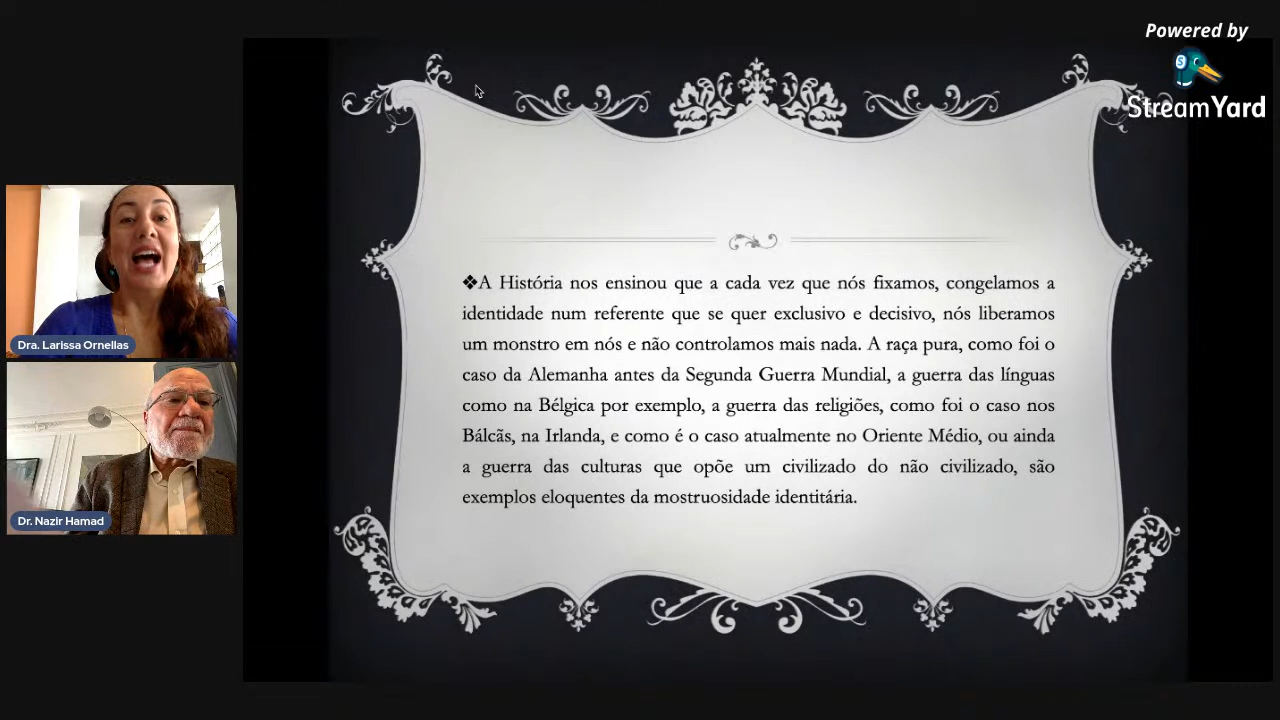 Powered by
StreamYard
❖A História nos ensinou que a cada vez que nós fixamos, congelamos a
identidade num referente que se quer exclusivo e decisivo, nós liberamos
um monstro em nós e não controlamos mais nada. A raça pura, como foi o
caso da Alemanha antes da Segunda Guerra Mundial, a guerra das línguas
como na Bélgica por exemplo, a guerra das religiões, como foi o caso nos
Bálcãs, na Irlanda, e como é o caso atualmente no Oriente Médio, ou ainda
a guerra das culturas que opõe um civilizado do não civilizado, são
exemplos eloquentes da mostruosidade identitária.
Dra. Larissa Ornellas
Dr. Nazir Hamad